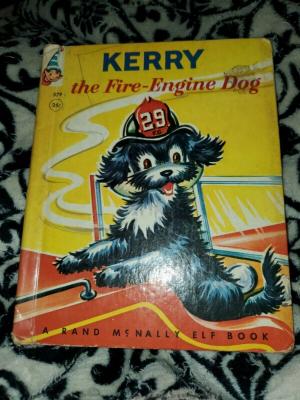 KERRY
the Fire-Engine Dog
29
A RAND McNALLY ELF BOOK